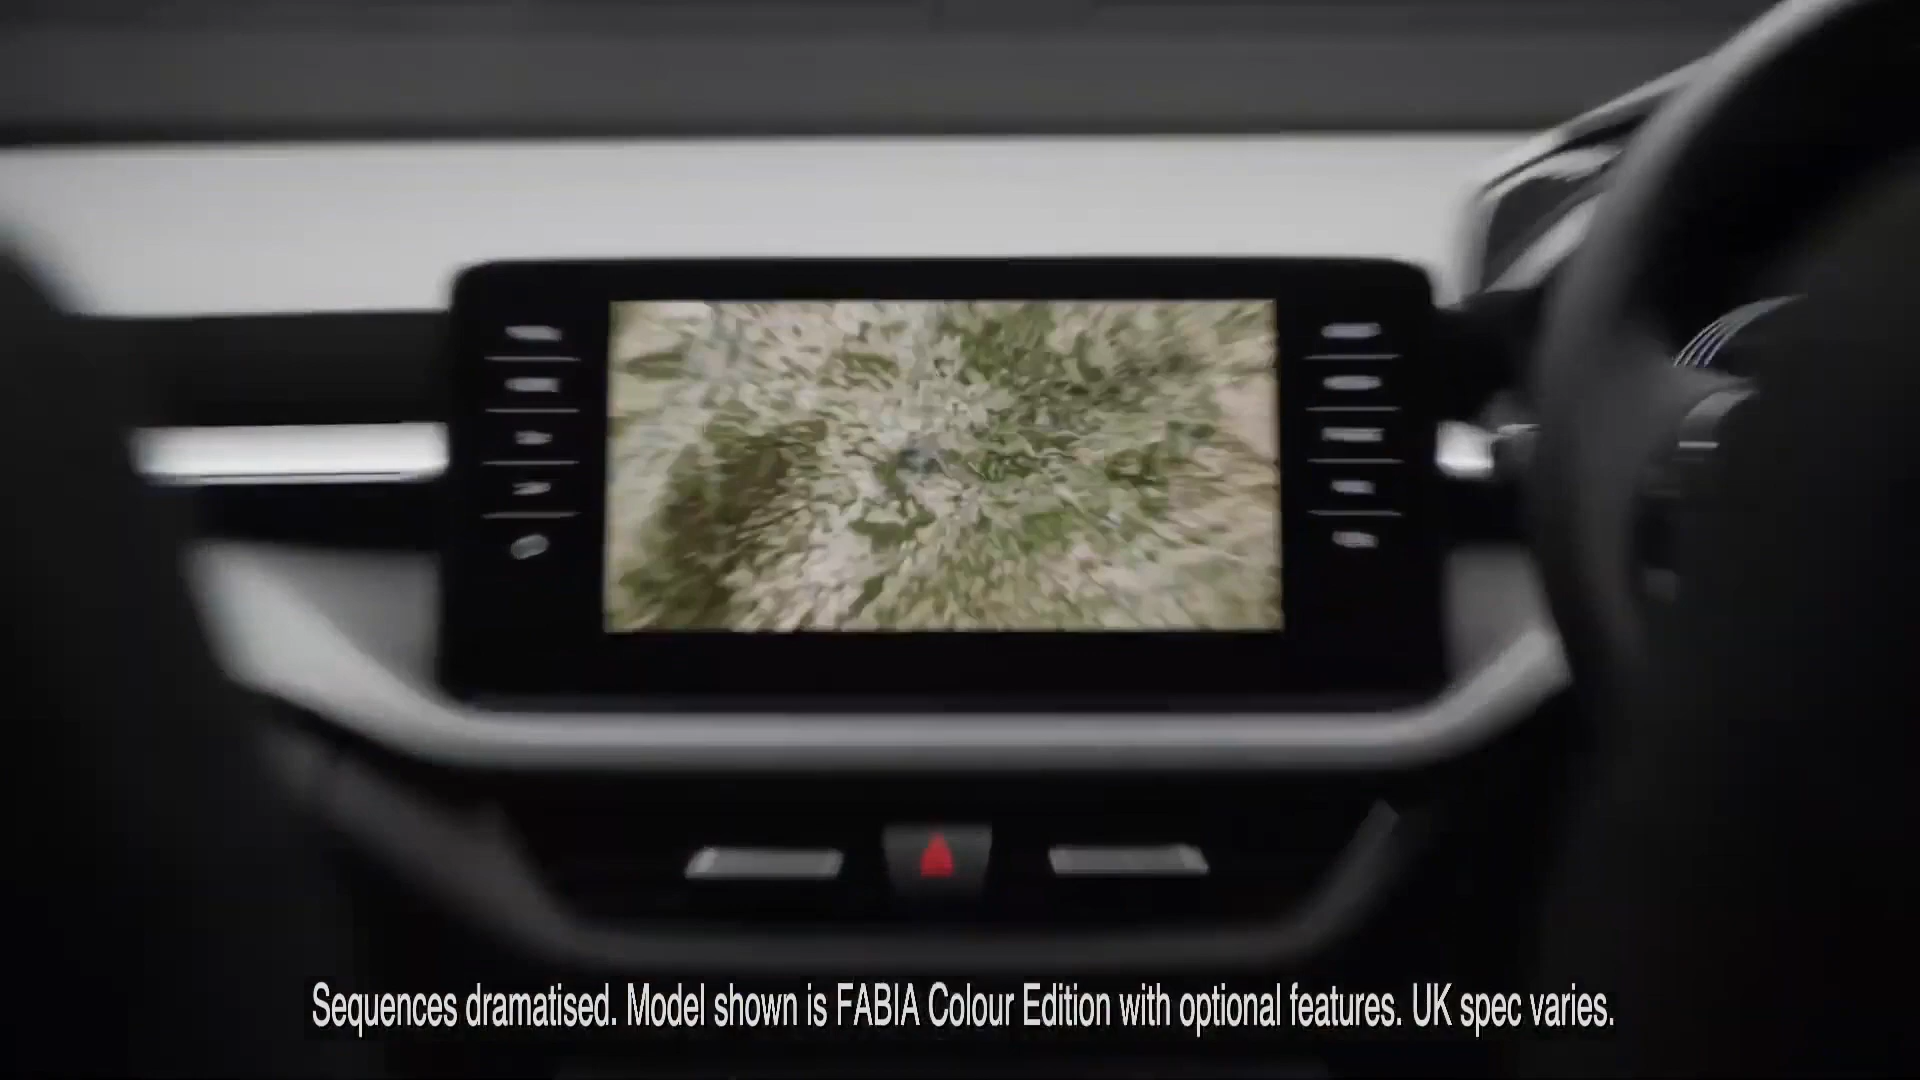 Sequences dramatised. Model shown is FABIA Colour Edition with optional features. UK spec varies.